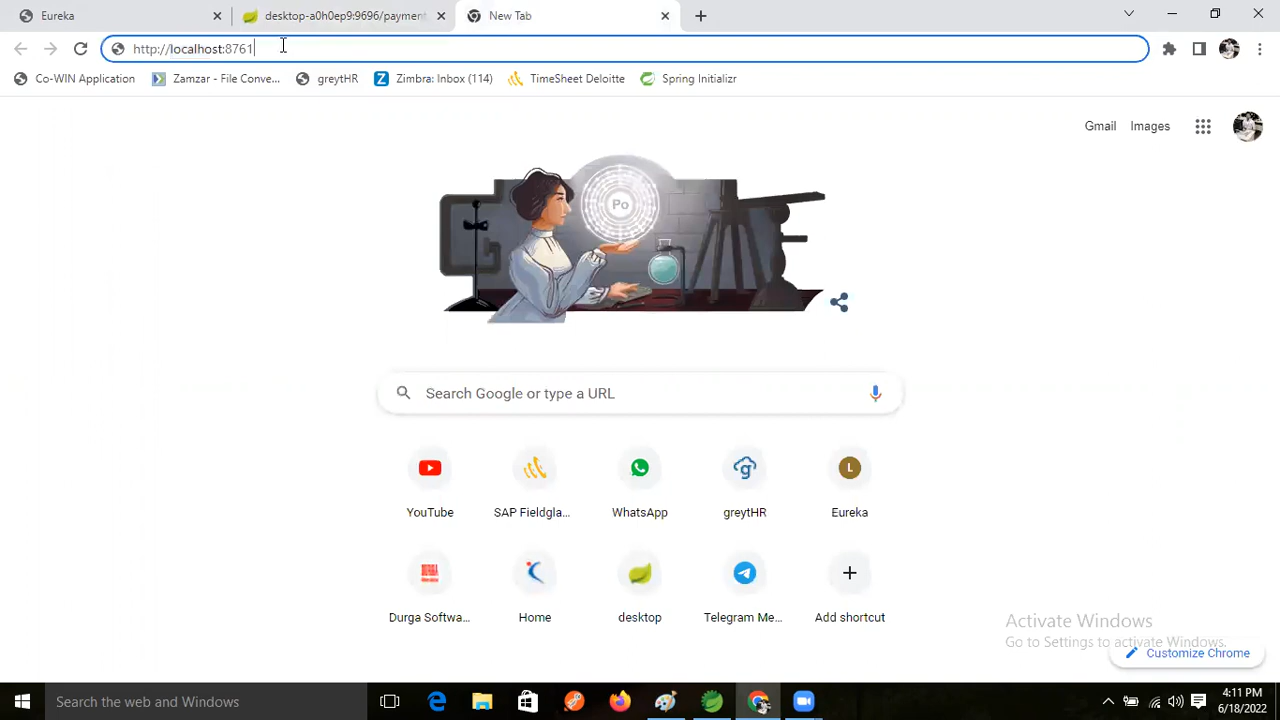 Eureka
desktop-a0h0ep9:9696/payment
New Tab
http://localhost:8761
Co-WIN Application
Zamzar - File Conve...
greytHR
Zimbra: Inbox (114)
TimeSheet Deloitte
Spring Initializr
Gmail
Images
Po
Search Google or type a URL
YouTube
SAP Fieldgla...
WhatsApp
greytHR
L
Eureka
Durga Softwa...
Home
desktop
Telegram Me...
Add shortcut
Activate Windows
Go to Settings to activate Windows.
Customize Chrome
Search the web and Windows
4:11 PM
6/18/2022